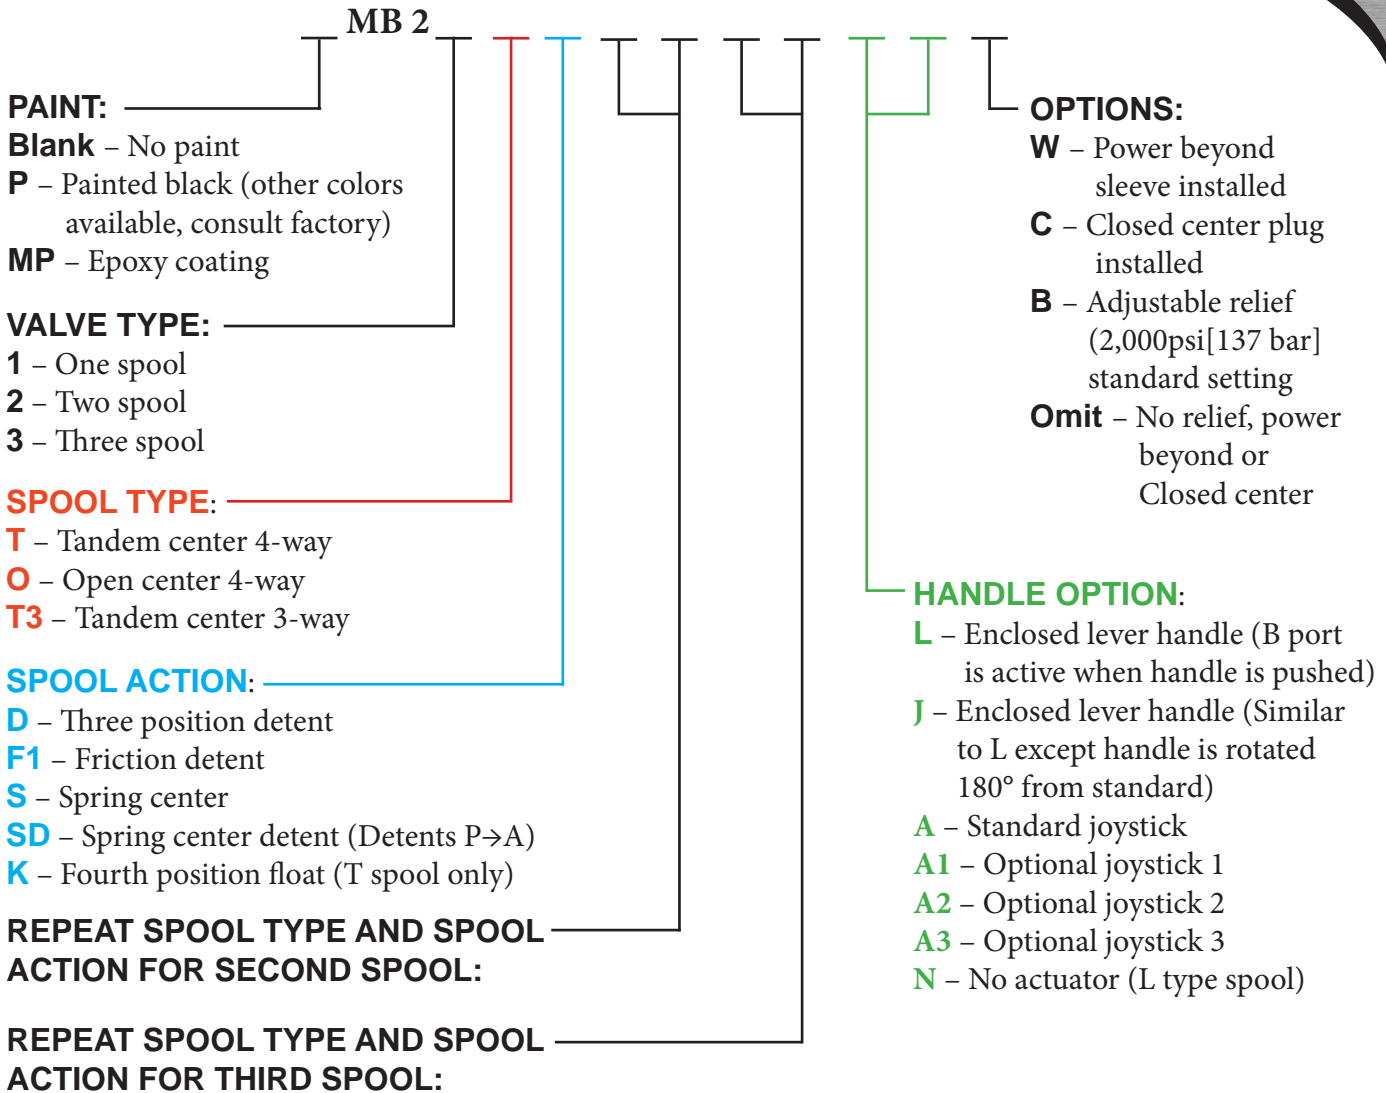 MB 2
PAINT:
Blank – No paint
P – Painted black (other colors
available, consult factory)
MP – Epoxy coating
VALVE TYPE:
1 – One spool
2 – Two spool
3 – Three spool
SPOOL TYPE:
T – Tandem center 4-way
O – Open center 4-way
T3 – Tandem center 3-way
SPOOL ACTION:
D – Three position detent
F1 – Friction detent
S – Spring center
SD – Spring center detent (Detents P→A)
K – Fourth position float (T spool only)
REPEAT SPOOL TYPE AND SPOOL
ACTION FOR SECOND SPOOL:
REPEAT SPOOL TYPE AND SPOOL
ACTION FOR THIRD SPOOL:
OPTIONS:
W – Power beyond
sleeve installed
C – Closed center plug
installed
B – Adjustable relief
(2,000psi[137 bar]
standard setting
Omit – No relief, power
beyond or
Closed center
HANDLE OPTION:
L – Enclosed lever handle (B port
is active when handle is pushed)
J – Enclosed lever handle (Similar
to L except handle is rotated
180° from standard)
A – Standard joystick
A1 – Optional joystick 1
A2 – Optional joystick 2
A3 – Optional joystick 3
N – No actuator (L type spool)